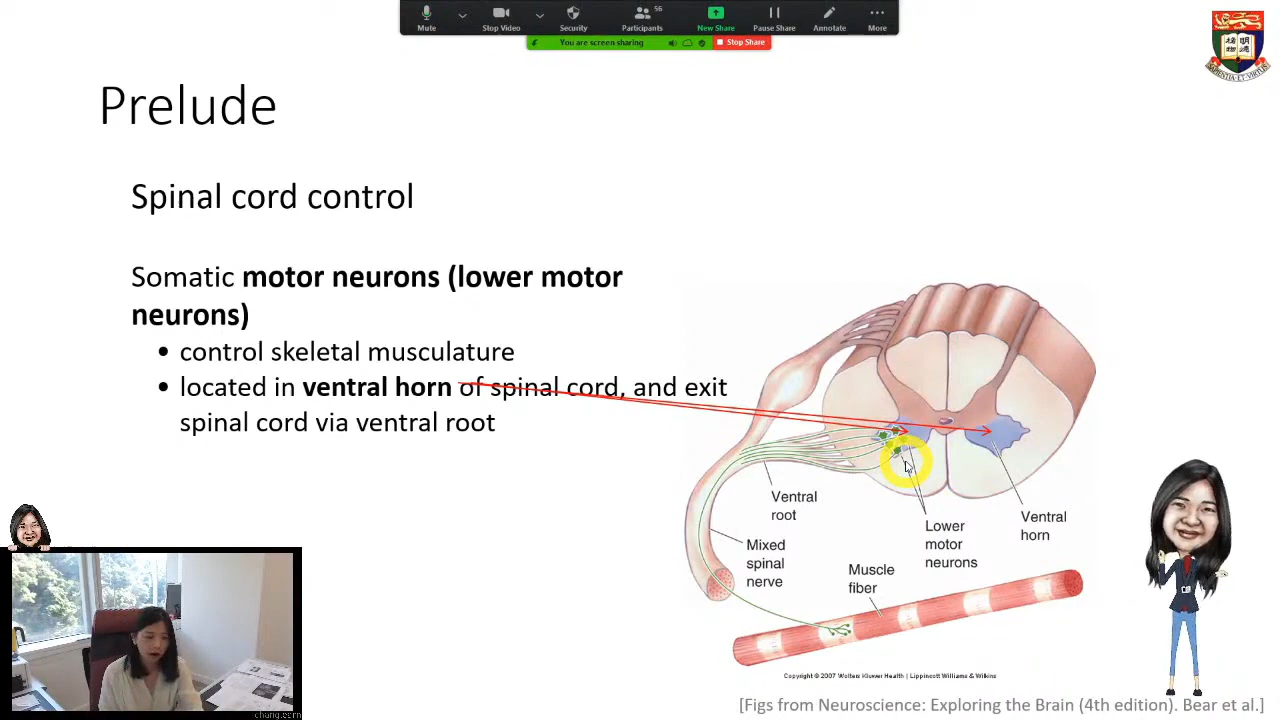 56
Mute
Stop Video
Security
Participants
New Share
Pause Share
Annotate
More
You are screen sharing
Stop Share
Prelude
Spinal cord control
Somatic motor neurons (lower motor
neurons)
• control skeletal musculature
• located in ventral horn of spinal cord, and exit
spinal cord via ventral root
Ventral
root
Mixed
spinal
nerve
Muscle
fiber
Lower
motor
neurons
Ventral
horn
Copyright © 2007 Wolters Kluwer Health | Lippincott Williams & Wilkins
[Figs from Neuroscience: Exploring the Brain (4th edition). Bear et al.]